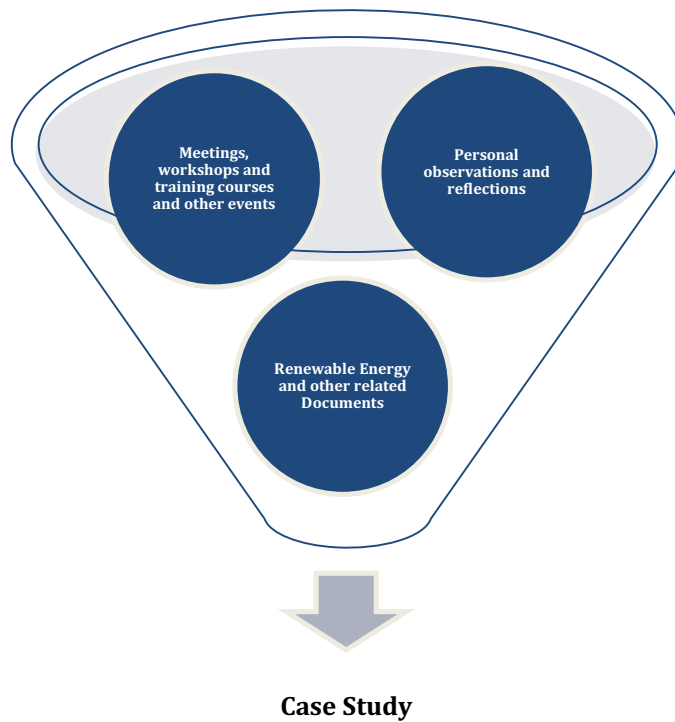 Meetings,
workshops and
training courses
and other events
Personal
observations and
reflections
Renewable Energy
and other related
Documents
Case Study